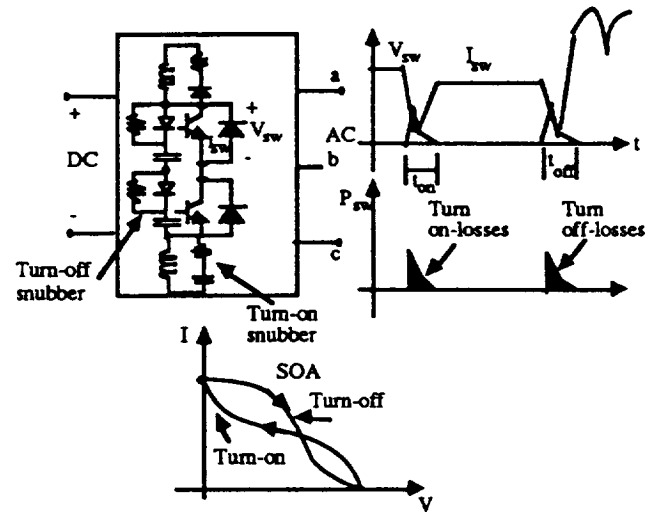 a
+
V_sw
I_sw
-
b
c
+
DC
-
Turn-off
snubber
Turn-on
snubber
V_sw
I_sw
AC
t
t_on
t_off
P_sw
Turn
on-losses
Turn
off-losses
I
SOA
Turn-off
Turn-on
V